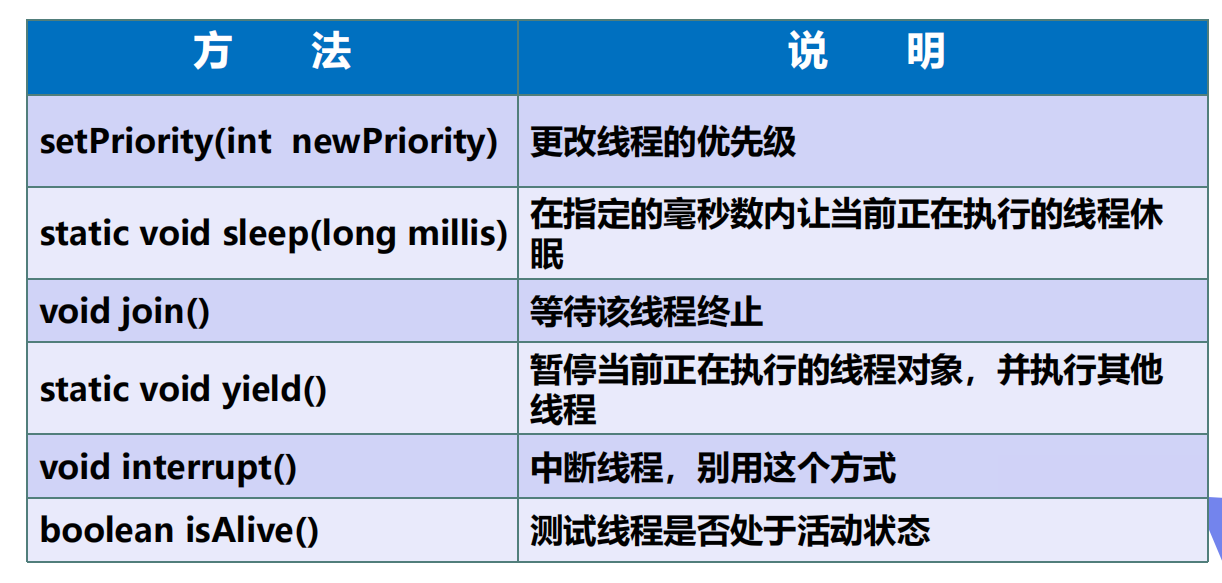 方 法 说 明
setPriority(int newPriority) 更改线程的优先级
static void sleep(long millis) 在指定的毫秒数内让当前正在执行的线程休
眠
void join() 等待该线程终止
static void yield() 暂停当前正在执行的线程对象，并执行其他
线程
void interrupt() 中断线程，别用这个方式
boolean isAlive() 测试线程是否处于活动状态